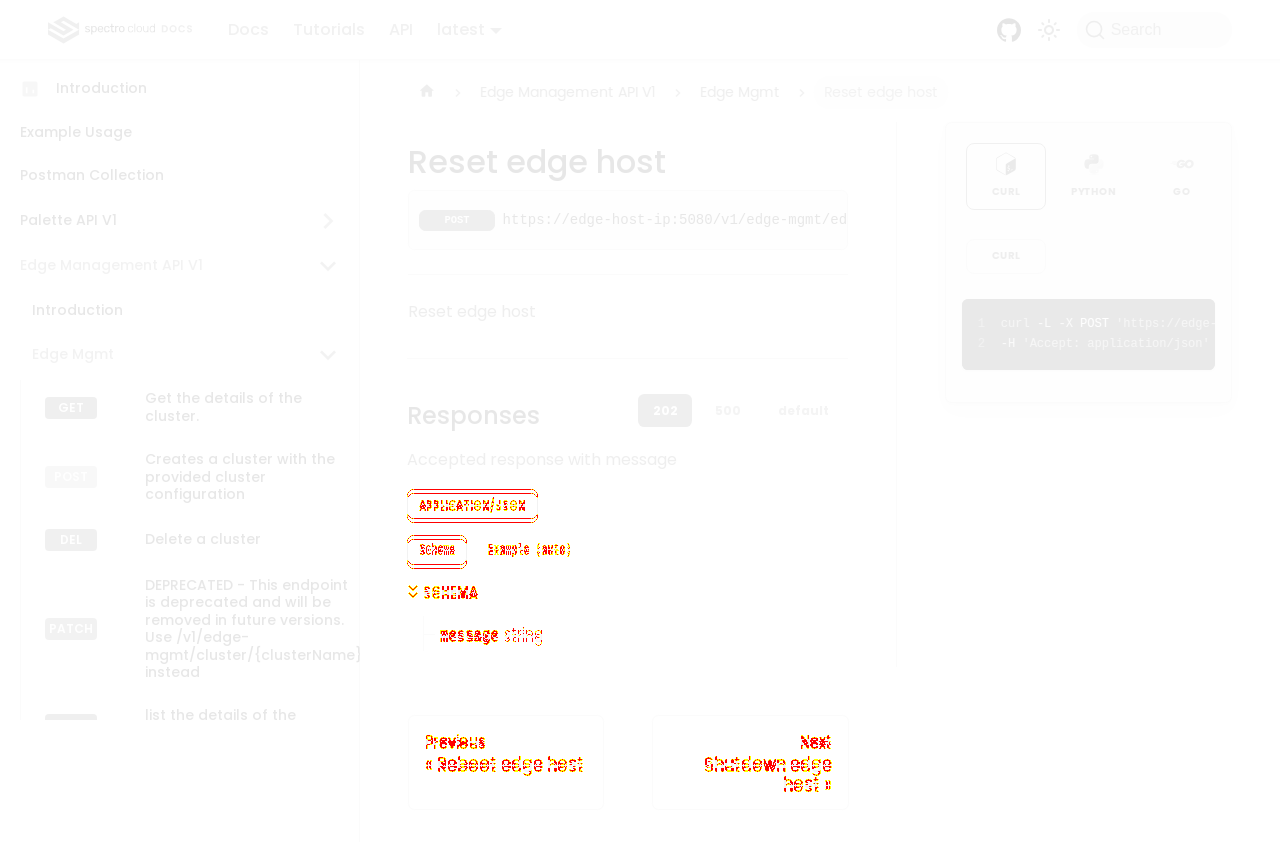 spectro cloud DOCS
Docs Tutorials API latest
Search
Introduction
Example Usage
Postman Collection
Palette API V1
Edge Management API V1
Introduction
Edge Mgmt
GET Get the details of the
cluster.
POST Creates a cluster with the
provided cluster
configuration
DEL Delete a cluster
PATCH DEPRECATED - This endpoint
is deprecated and will be
removed in future versions.
Use /v1/edge-
mgmt/cluster/{clusterName}
instead
list the details of the
Edge Management API V1 Edge Mgmt Reset edge host
Reset edge host
POST https://edge-host-ip:5080/v1/edge-mgmt/ed
Reset edge host
Responses 202 500 default
Accepted response with message
APPLICATION/JSON
Schema Example (auto)
SCHEMA
message string
Previous
« Reboot edge host
Next
Shutdown edge
host »
CURL PYTHON GO
CURL
1 curl -L -X POST 'https://edge-
2 -H 'Accept: application/json'